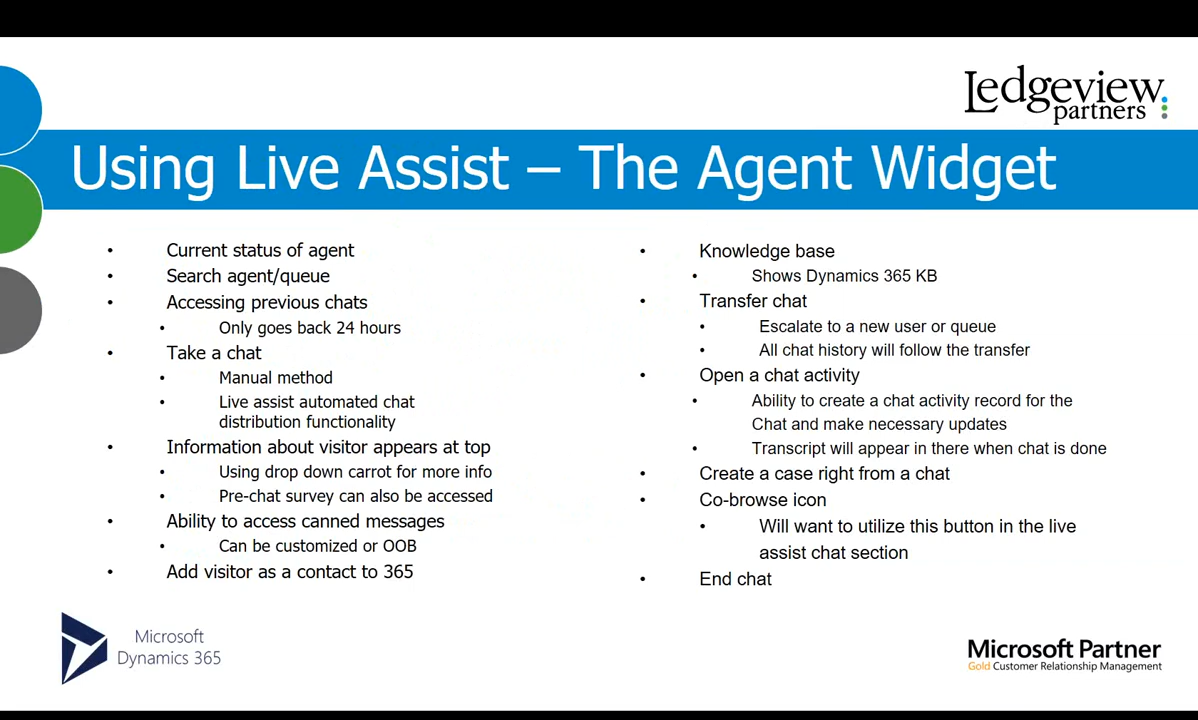 Ledgeview
partners
Using Live Assist – The Agent Widget
• Current status of agent
• Search agent/queue
• Accessing previous chats
• Only goes back 24 hours
• Take a chat
• Manual method
• Live assist automated chat
distribution functionality
• Information about visitor appears at top
• Using drop down carrot for more info
• Pre-chat survey can also be accessed
• Ability to access canned messages
• Can be customized or OOB
• Add visitor as a contact to 365
• Knowledge base
• Shows Dynamics 365 KB
• Transfer chat
• Escalate to a new user or queue
• All chat history will follow the transfer
• Open a chat activity
• Ability to create a chat activity record for the
Chat and make necessary updates
• Transcript will appear in there when chat is done
• Create a case right from a chat
• Co-browse icon
• Will want to utilize this button in the live
assist chat section
• End chat
Microsoft
Dynamics 365
Microsoft Partner
Gold Customer Relationship Management